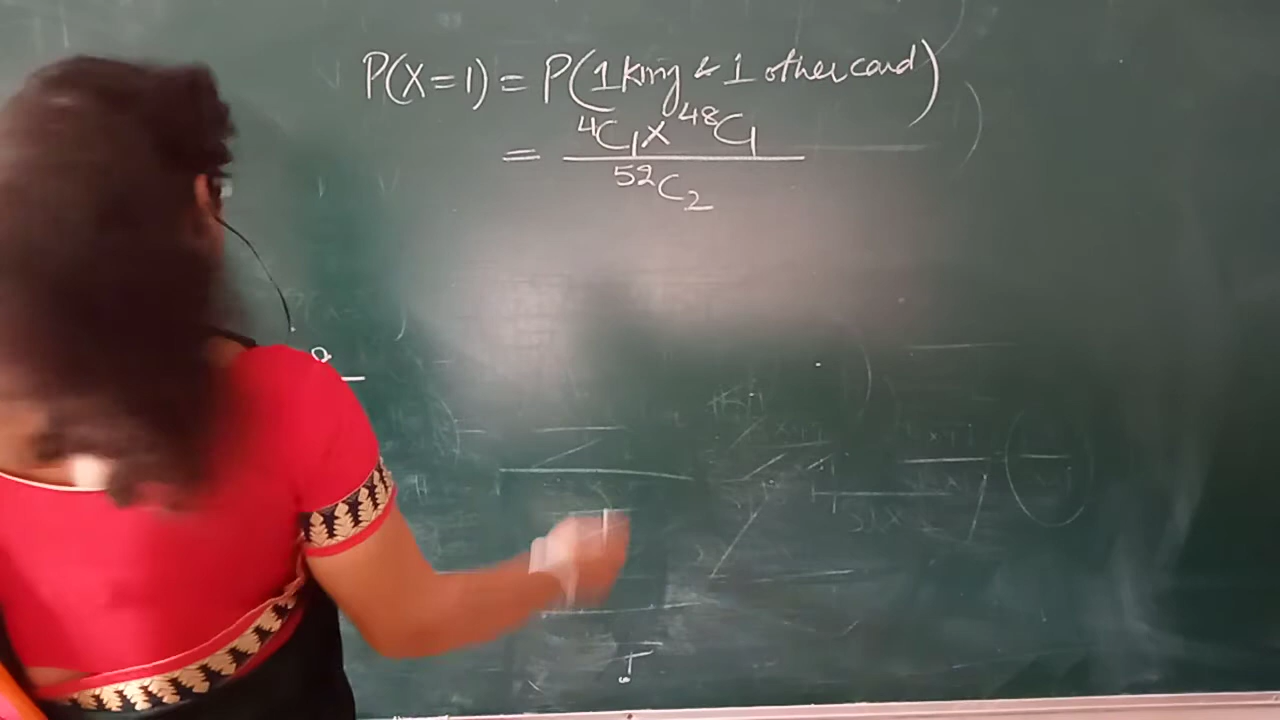 P(X=1) = P(1 king & 1 other card)
= ⁴C₁ x ⁴⁸C₁
⁵²C₂